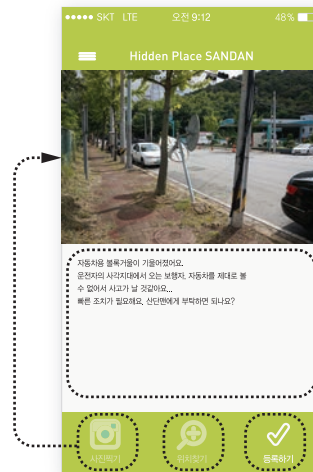 ●●●●● SKT LTE 오전 9:12 48%
Hidden Place SANDAN
자동차용 볼록거울이 기울어졌어요.
운전자의 사각지대에서 오는 보행자, 자동차를 제대로 볼
수 없어서 사고가 날 것같아요...
빠른 조치가 필요해요, 산단맨에게 부탁하면 되나요?
사진찍기 위치찾기 등록하기